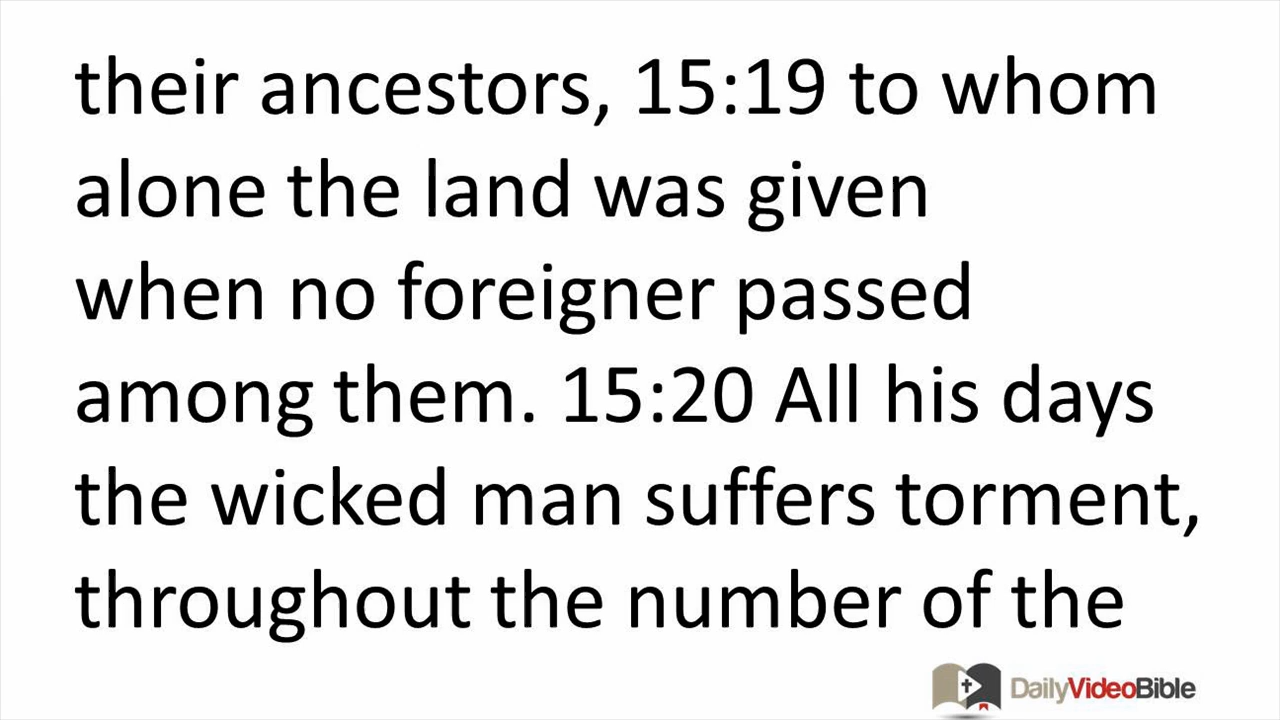 their ancestors, 15:19 to whom
alone the land was given
when no foreigner passed
among them. 15:20 All his days
the wicked man suffers torment,
throughout the number of the
DailyVideoBible